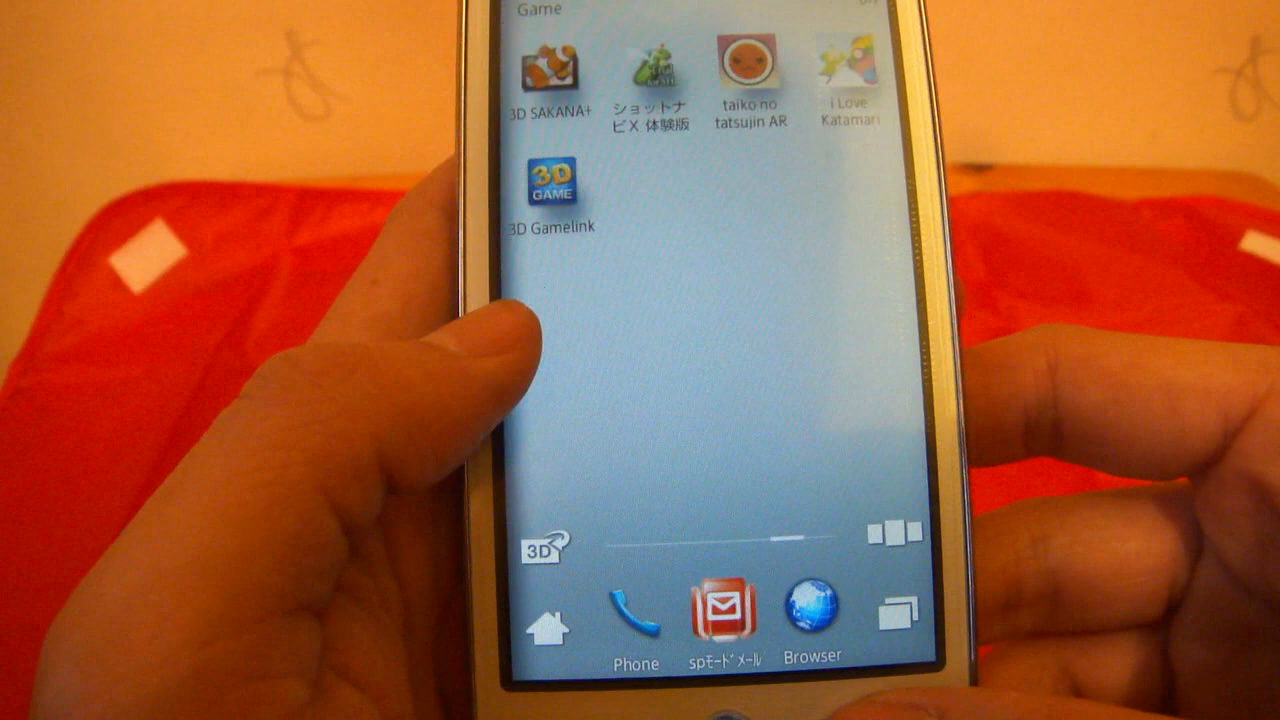 Game
3D SAKANA+
ショットナ
ビX 体験版
taiko no
tatsujin AR
i Love
Katamari
3D
GAME
3D Gamelink
3D
Phone
spモードメール
Browser